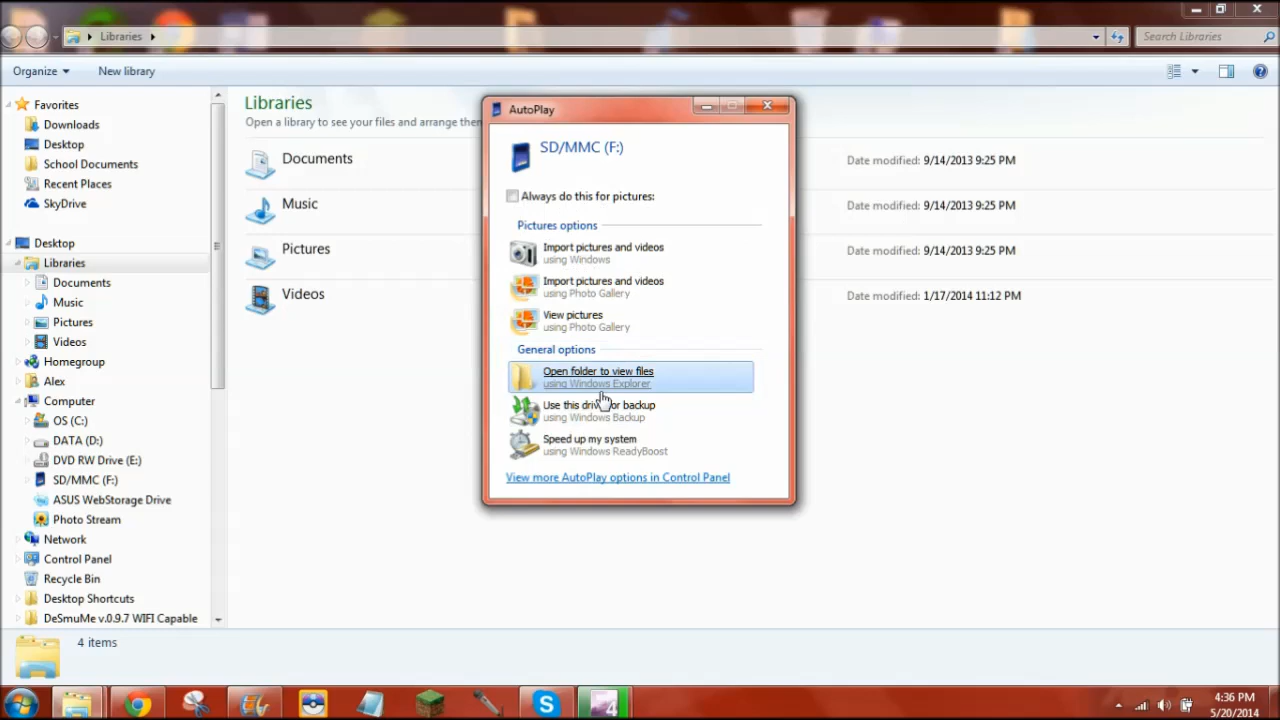 Libraries
Search Libraries
Organize
New library
Favorites
Downloads
Desktop
School Documents
Recent Places
SkyDrive
Desktop
Libraries
Documents
Music
Pictures
Videos
Homegroup
Alex
Computer
OS (C:)
DATA (D:)
DVD RW Drive (E:)
SD/MMC (F:)
ASUS WebStorage Drive
Photo Stream
Network
Control Panel
Recycle Bin
Desktop Shortcuts
DeSmuMe v.0.9.7 WIFI Capable
Libraries
Open a library to see your files and arrange
Documents
Date modified: 9/14/2013 9:25 PM
Music
Date modified: 9/14/2013 9:25 PM
Pictures
Date modified: 9/14/2013 9:25 PM
Videos
Date modified: 1/17/2014 11:12 PM
AutoPlay
SD/MMC (F:)
Always do this for pictures:
Pictures options
Import pictures and videos
using Windows
Import pictures and videos
using Photo Gallery
View pictures
using Photo Gallery
General options
Open folder to view files
using Windows Explorer
Use this drive for backup
using Windows Backup
Speed up my system
using Windows ReadyBoost
View more AutoPlay options in Control Panel
4 items
4:36 PM
5/20/2014